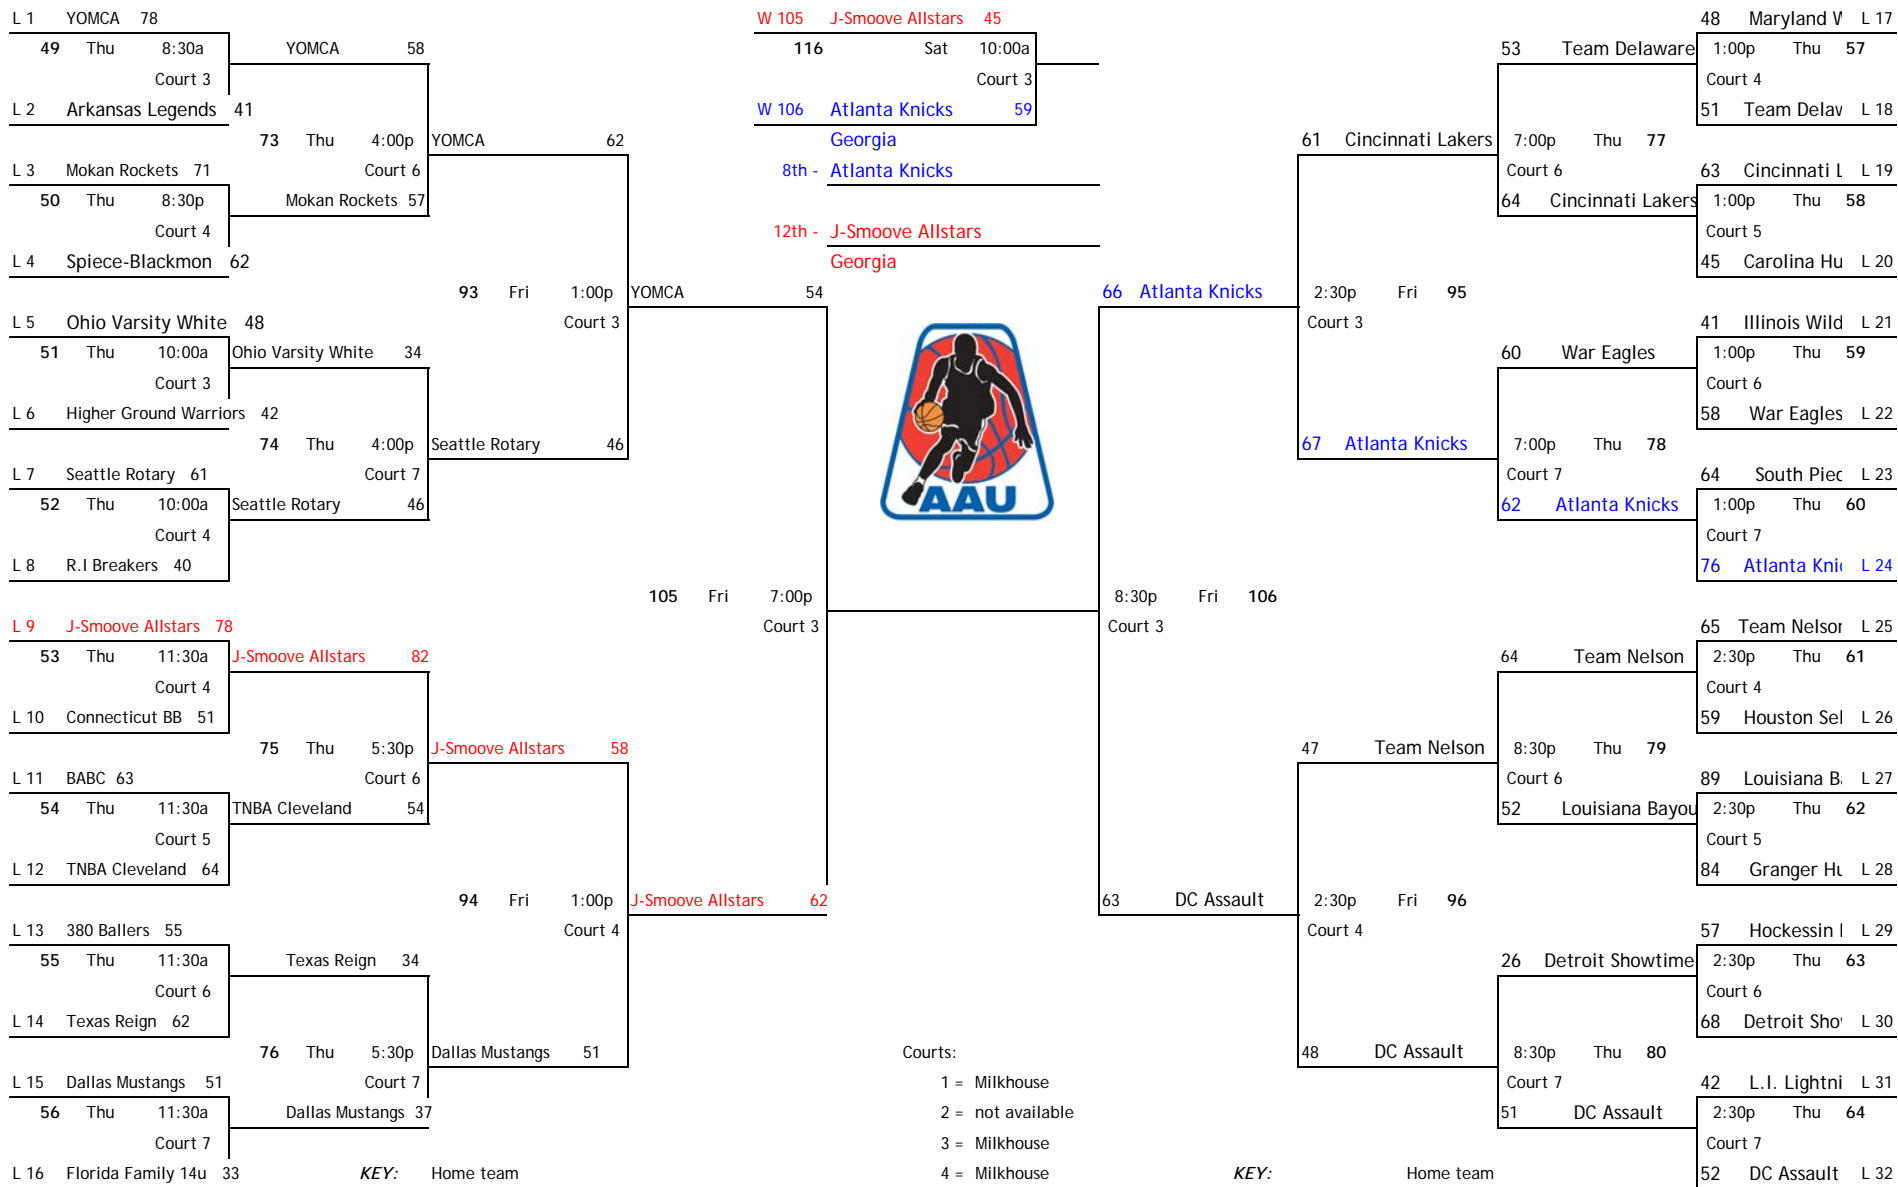 L 1 YOMCA 78
49 Thu 8:30a
Court 3
L 2 Arkansas Legends 41
YOMCA 58
73 Thu 4:00p
Court 6
L 3 Mokan Rockets 71
50 Thu 8:30p
Court 4
L 4 Spiece-Blackmon 62
Mokan Rockets 57
YOMCA 62
93 Fri 1:00p
Court 3
L 5 Ohio Varsity White 48
51 Thu 10:00a
Court 3
L 6 Higher Ground Warriors 42
Ohio Varsity White 34
74 Thu 4:00p
Court 7
L 7 Seattle Rotary 61
52 Thu 10:00a
Court 4
L 8 R.I Breakers 40
Seattle Rotary 46
Seattle Rotary 46
YOMCA 54
105 Fri 7:00p
Court 3
L 9 J-Smoove Allstars 78
53 Thu 11:30a
Court 4
L 10 Connecticut BB 51
J-Smoove Allstars 82
75 Thu 5:30p
Court 6
L 11 BABC 63
54 Thu 11:30a
Court 5
L 12 TNBA Cleveland 64
TNBA Cleveland 54
J-Smoove Allstars 58
94 Fri 1:00p
Court 4
J-Smoove Allstars 62
L 13 380 Ballers 55
55 Thu 11:30a
Court 6
L 14 Texas Reign 62
Texas Reign 34
76 Thu 5:30p
Court 7
L 15 Dallas Mustangs 51
56 Thu 11:30a
Court 7
L 16 Florida Family 14u 33
Dallas Mustangs 37
Dallas Mustangs 51
KEY: Home team
W 105 J-Smoove Allstars 45
116 Sat 10:00a
Court 3
W 106 Atlanta Knicks 59
Georgia
8th - Atlanta Knicks
12th - J-Smoove Allstars
Georgia
AAU
Courts:
1 = Milkhouse
2 = not available
3 = Milkhouse
4 = Milkhouse
66 Atlanta Knicks
8:30p Fri 106
Court 3
63 DC Assault
61 Cincinnati Lakers
2:30p Fri 95
Court 3
67 Atlanta Knicks
47 Team Nelson
2:30p Fri 96
Court 4
48 DC Assault
53 Team Delaware
7:00p Thu 77
Court 6
64 Cincinnati Lakers
60 War Eagles
7:00p Thu 78
Court 7
62 Atlanta Knicks
64 Team Nelson
8:30p Thu 79
Court 6
52 Louisiana Bayou
26 Detroit Showtime
8:30p Thu 80
Court 7
51 DC Assault
48 Maryland L 17
1:00p Thu 57
Court 4
51 Team Delaw L 18
63 Cincinnati L L 19
1:00p Thu 58
Court 5
45 Carolina Hu L 20
41 Illinois Wild L 21
1:00p Thu 59
Court 6
58 War Eagles L 22
64 South Pied L 23
1:00p Thu 60
Court 7
76 Atlanta Knic L 24
65 Team Nelson L 25
2:30p Thu 61
Court 4
59 Houston Sel L 26
89 Louisiana Ba L 27
2:30p Thu 62
Court 5
84 Granger Hu L 28
57 Hockessin L 29
2:30p Thu 63
Court 6
68 Detroit Show L 30
42 L.I. Lightni L 31
2:30p Thu 64
Court 7
52 DC Assault L 32
KEY: Home team